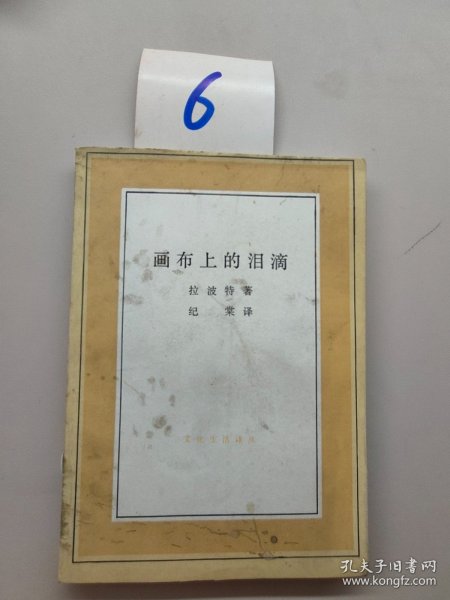 6
画布上的泪滴
拉波特著
纪棠译
文化生活译丛
孔夫子旧书网
www.kongfz.com